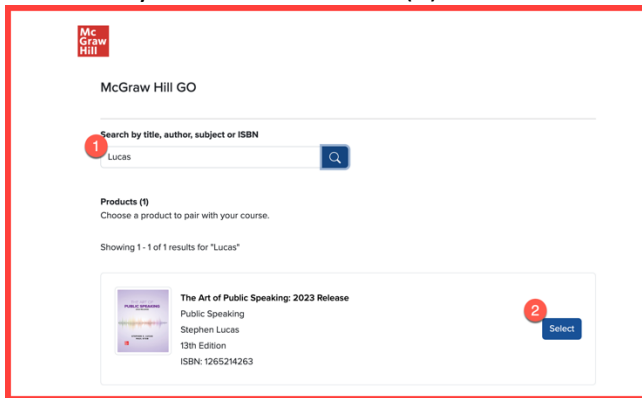 Mc
Graw
Hill
McGraw Hill GO
Search by title, author, subject or ISBN
1
Lucas
Products (1)
Choose a product to pair with your course.
Showing 1 - 1 of 1 results for "Lucas"
PUBLIC SPEAKING
The Art of Public Speaking: 2023 Release
Public Speaking
Stephen Lucas
13th Edition
ISBN: 1265214263
2
Select